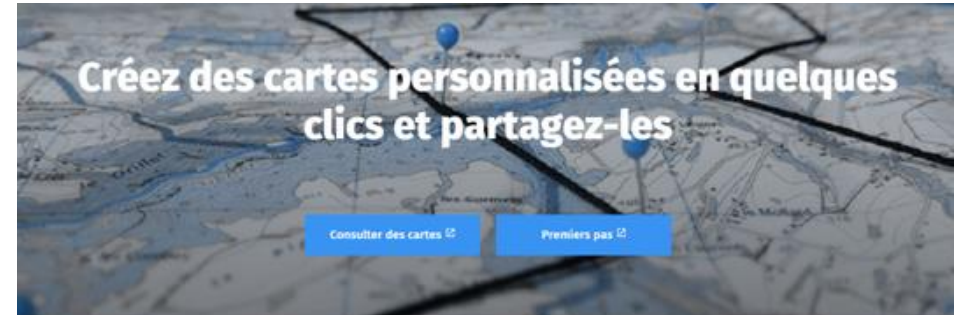 Créez des cartes personnalisées en quelques
clics et partagez-les
Consulter des cartes
Premiers pas